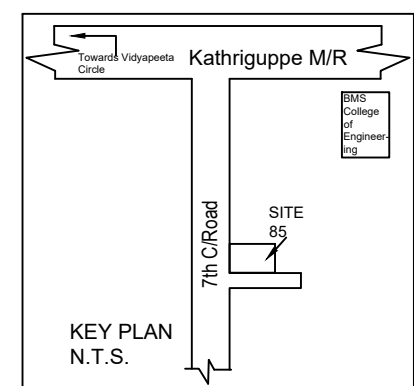 Towards Vidyapeeta
Circle
Kathriguppe M/R
BMS
College
of
Engineer-
ing
7th C/Road
SITE
85
KEY PLAN
N.T.S.